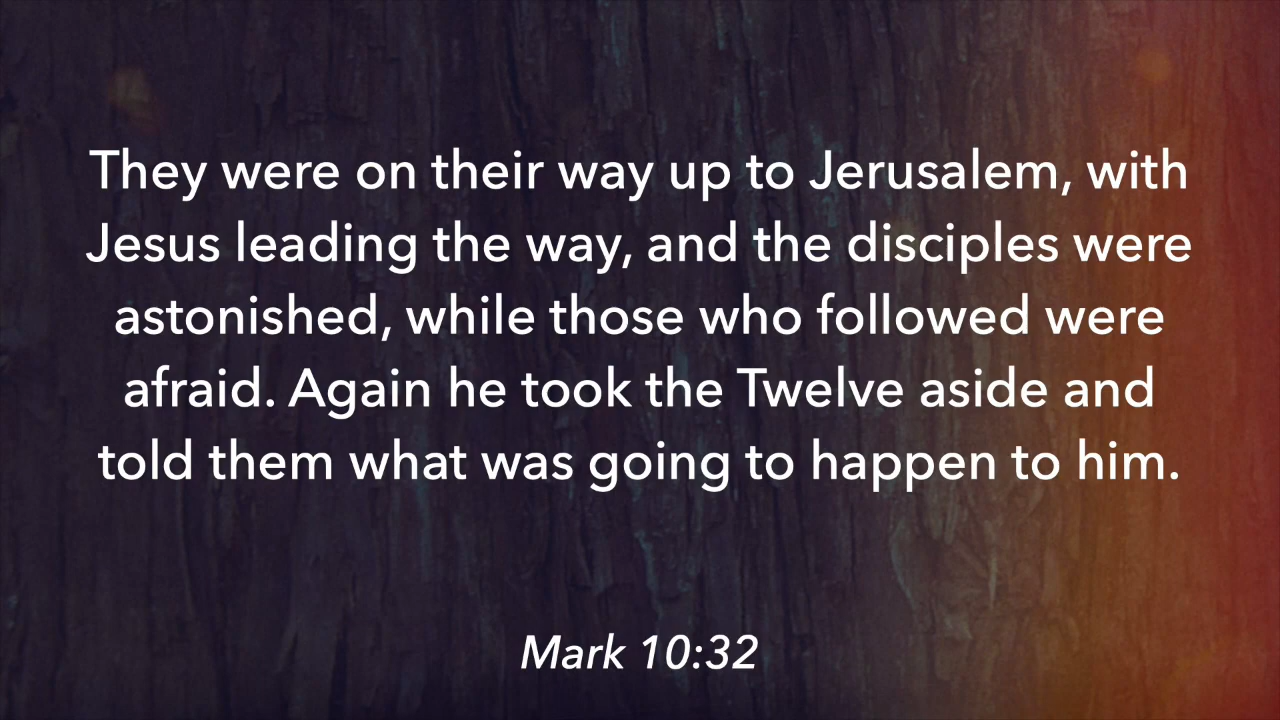 They were on their way up to Jerusalem, with
Jesus leading the way, and the disciples were
astonished, while those who followed were
afraid. Again he took the Twelve aside and
told them what was going to happen to him.
Mark 10:32